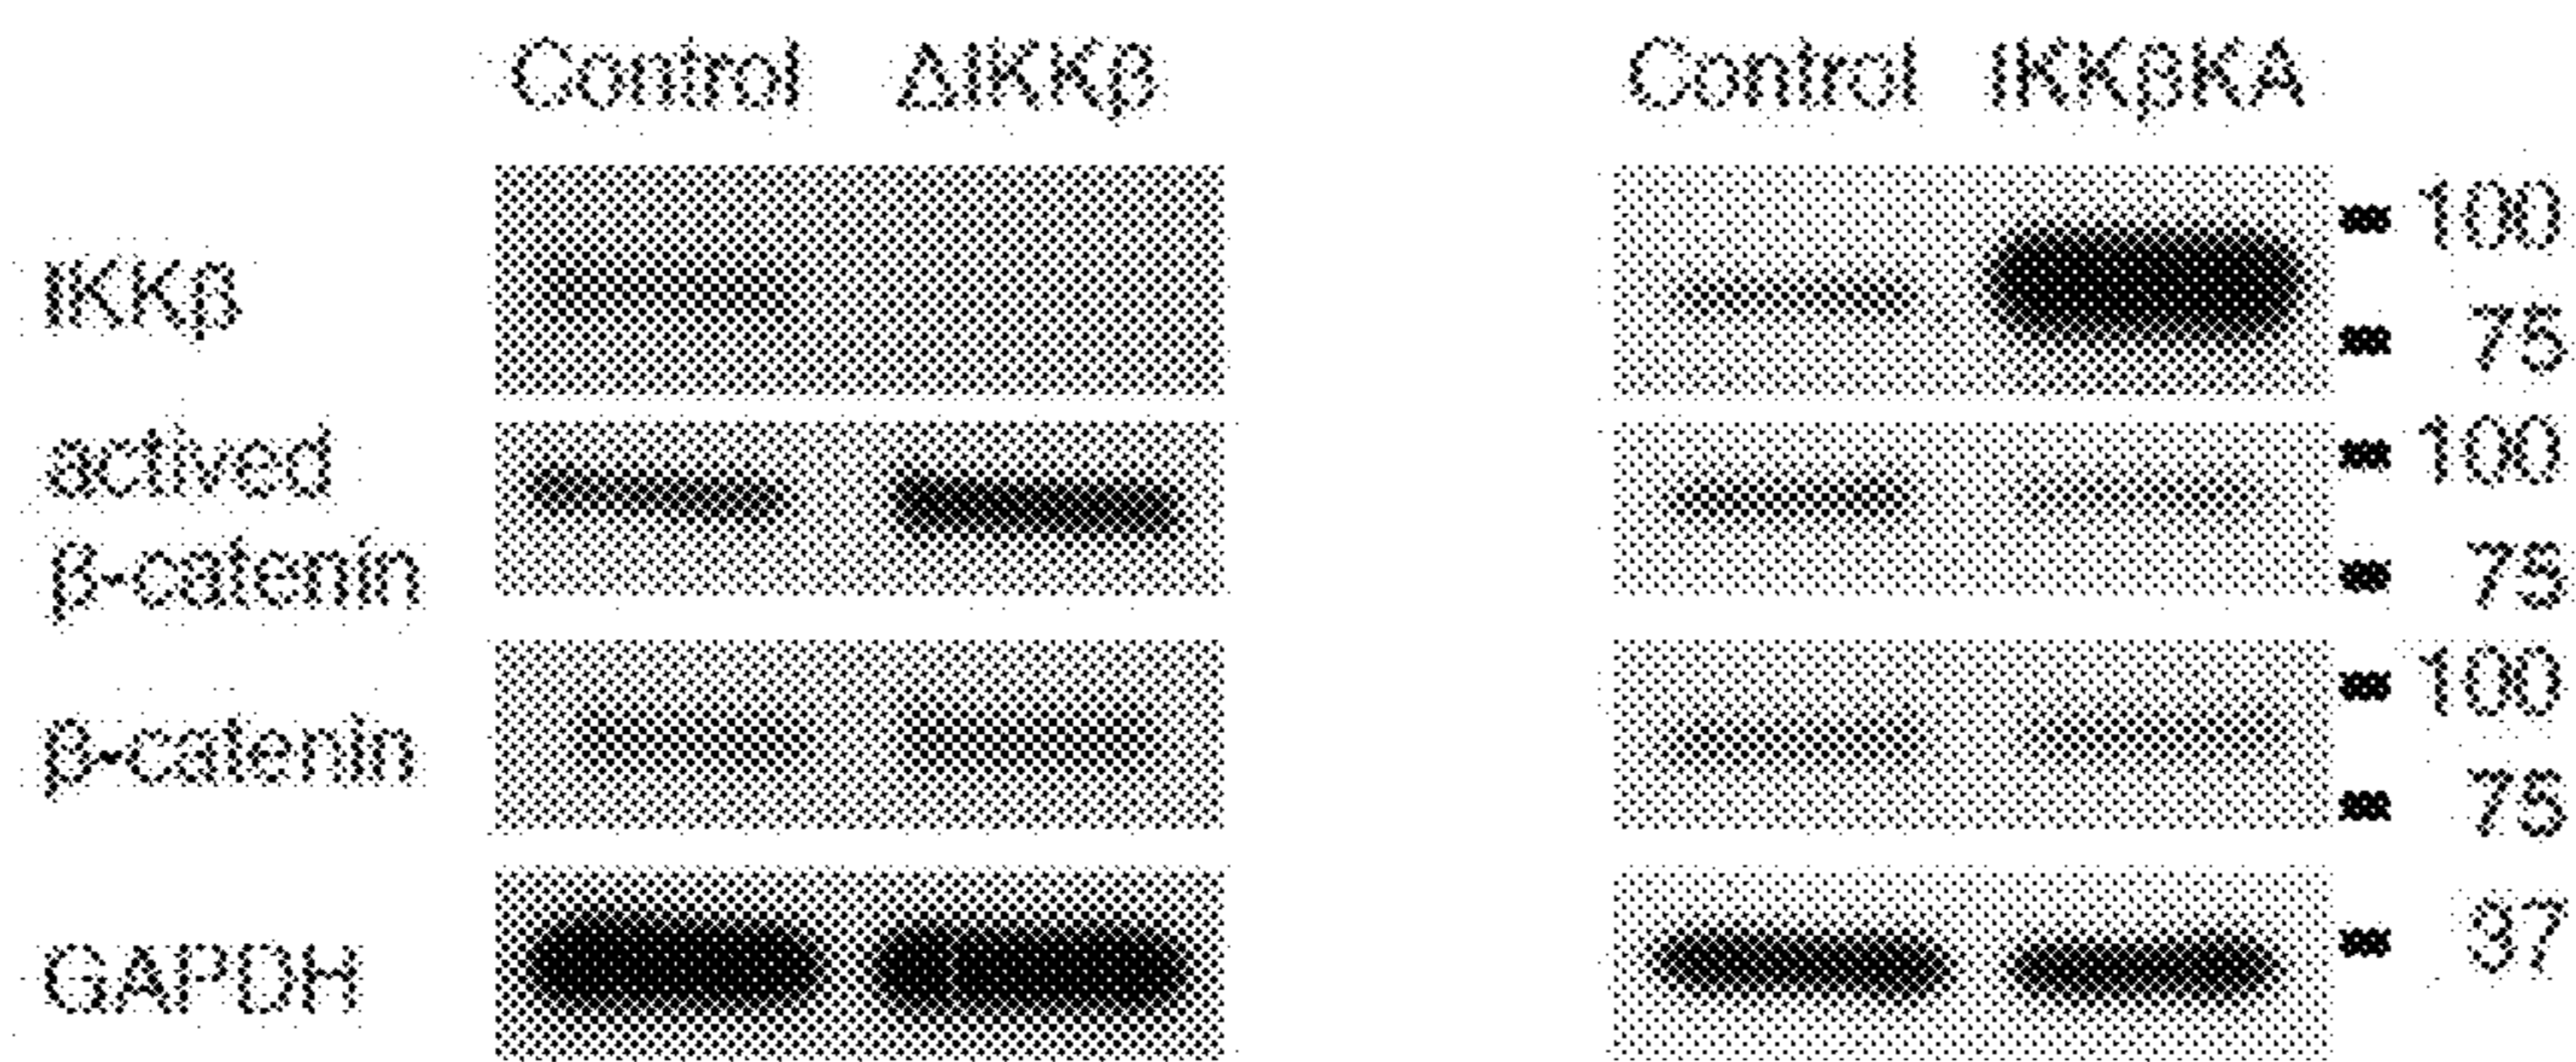 Control ΔIKKβ Control IKKβKA
IKKβ
100
75
actived
β-catenin
100
75
β-catenin
100
75
GAPDH
37